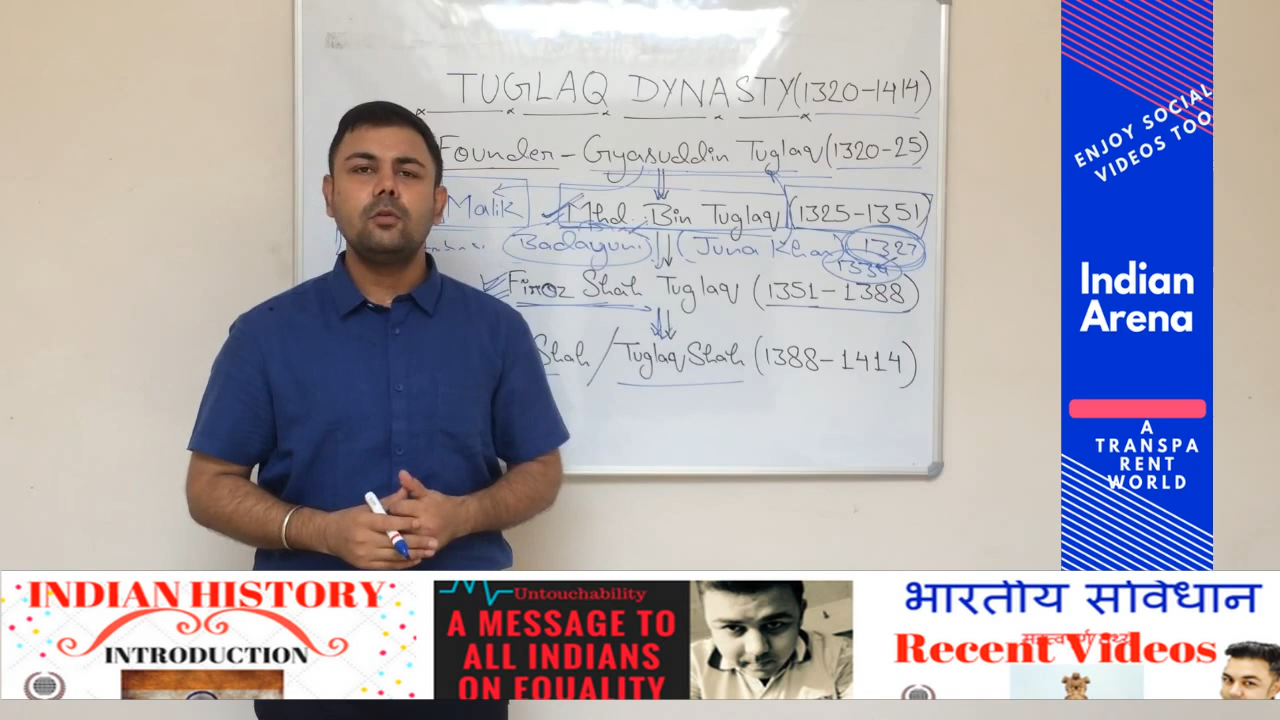 TUGLAQ DYNASTY(1320-1414)
Founder - Gyasuddin Tuglaq (1320-25)
Malik Mhd. Bin Tuglaq (1325-1351)
Badayuni (Juna Khan) 1327
1334
Firoz Shah Tuglaq (1351-1388)
Shah / Tuglaq Shah (1388-1414)
ENJOY SOCIAL
VIDEOS TOO
Indian
Arena
A
TRANSPA
RENT
WORLD
INDIAN HISTORY
INTRODUCTION
Untouchability
A MESSAGE TO
ALL INDIANS
ON EQUALITY
भारतीय संविधान
Recent Videos